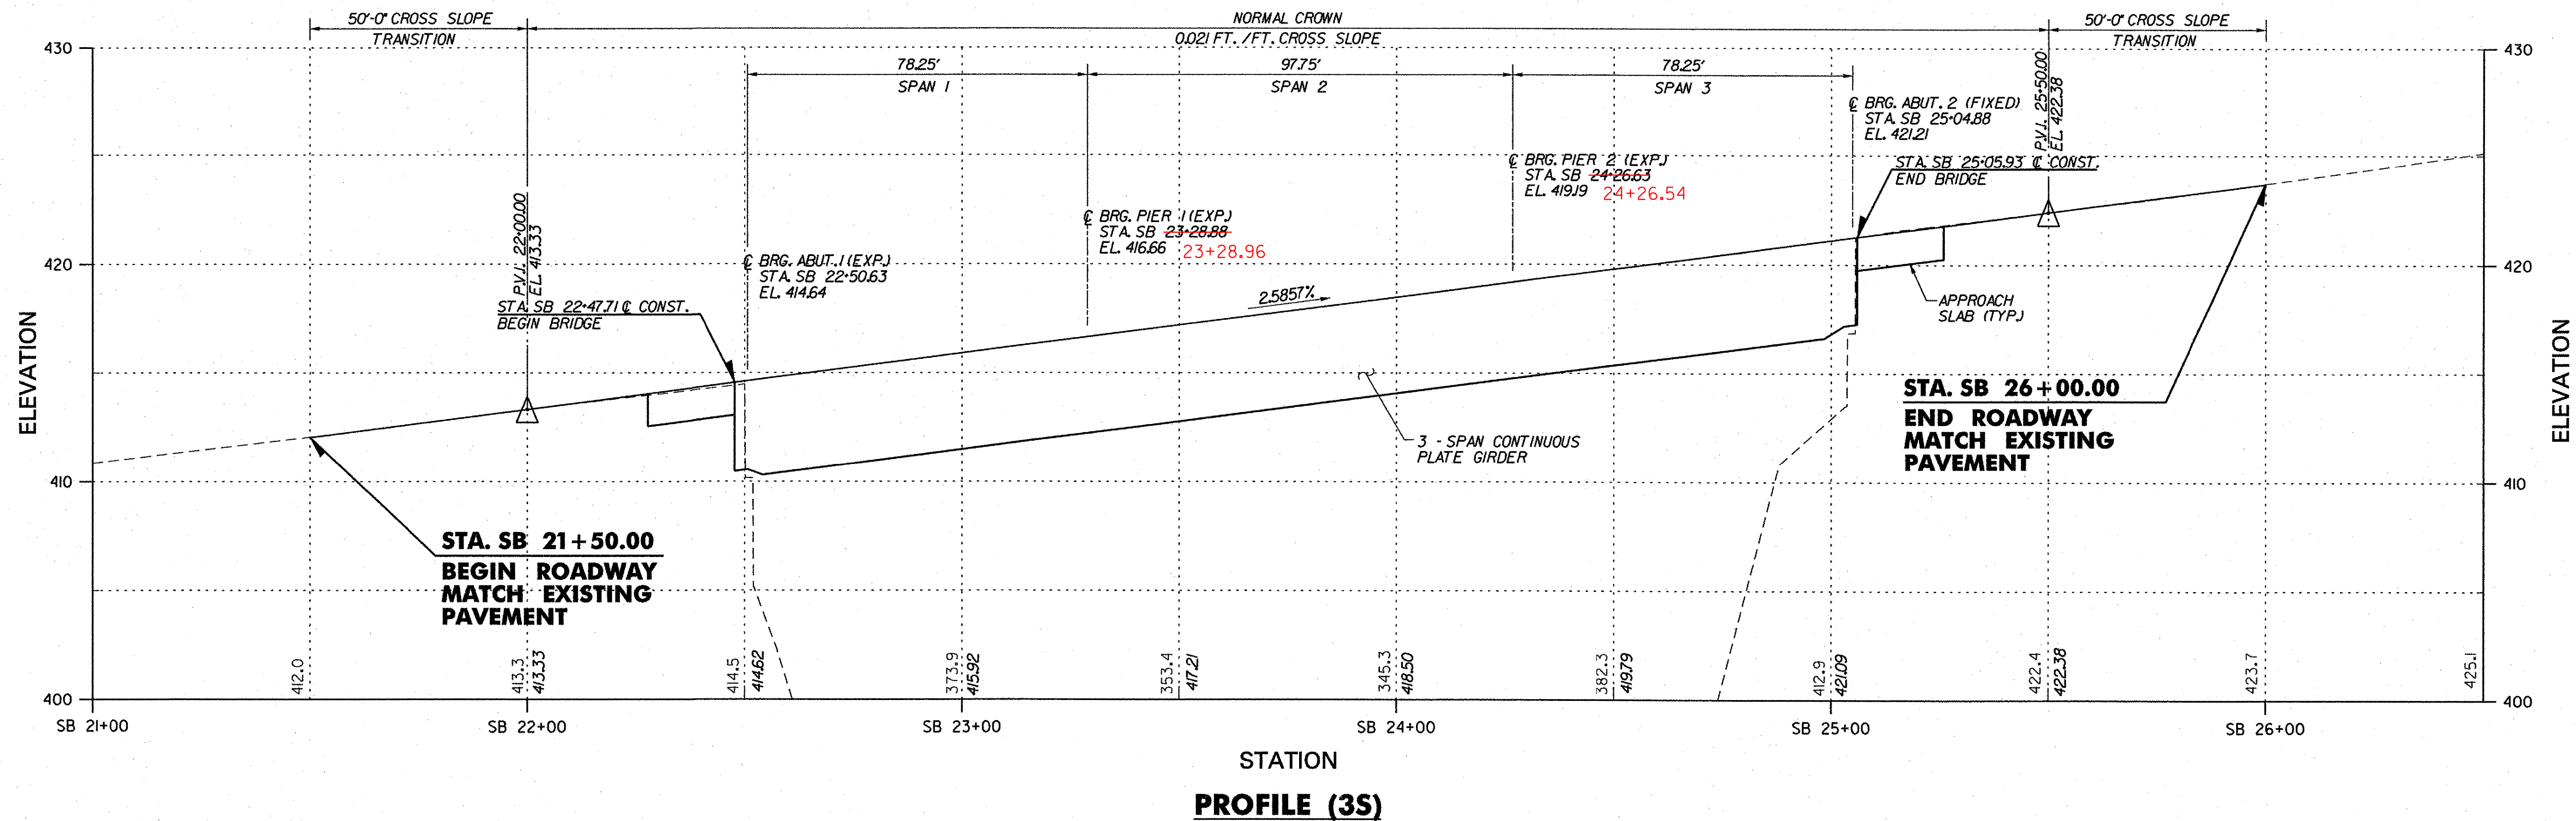 50'-0" CROSS SLOPE
TRANSITION
NORMAL CROWN
0.021 FT. /FT. CROSS SLOPE
50'-0" CROSS SLOPE
TRANSITION
430
430
78.25'
SPAN 1
97.75'
SPAN 2
78.25'
SPAN 3
P.V.I. 25+50.00
EL. 422.38
℄ BRG. ABUT. 2 (FIXED)
STA. SB 25+04.88
EL. 421.21
℄ BRG. PIER 2 (EXP.)
STA. SB 24+26.63
EL. 419.19 24+26.54
STA. SB 25+05.93 ℄ CONST.
END BRIDGE
P.V.I. 22+00.00
EL. 413.33
℄ BRG. PIER 1 (EXP.)
STA. SB 23+28.88
EL. 416.66 23+28.96
℄ BRG. ABUT. 1 (EXP.)
STA. SB 22+50.63
EL. 414.64
420
420
STA. SB 22+47.71 ℄ CONST.
BEGIN BRIDGE
2.5857%
APPROACH
SLAB (TYP.)
ELEVATION
ELEVATION
STA. SB 26+00.00
END ROADWAY
MATCH EXISTING
PAVEMENT
3 - SPAN CONTINUOUS
PLATE GIRDER
410
410
STA. SB 21+50.00
BEGIN ROADWAY
MATCH EXISTING
PAVEMENT
412.0
413.3
413.33
414.5
414.62
373.9
415.92
353.4
417.21
345.3
418.50
382.3
419.79
412.9
421.09
422.4
422.38
423.7
425.1
400
400
SB 21+00
SB 22+00
SB 23+00
SB 24+00
SB 25+00
SB 26+00
STATION
PROFILE (3S)